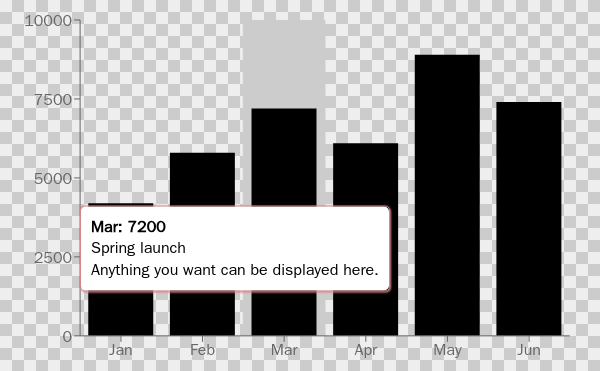 10000
7500
5000
2500
0
Mar: 7200
Spring launch
Anything you want can be displayed here.
Jan Feb Mar Apr May Jun